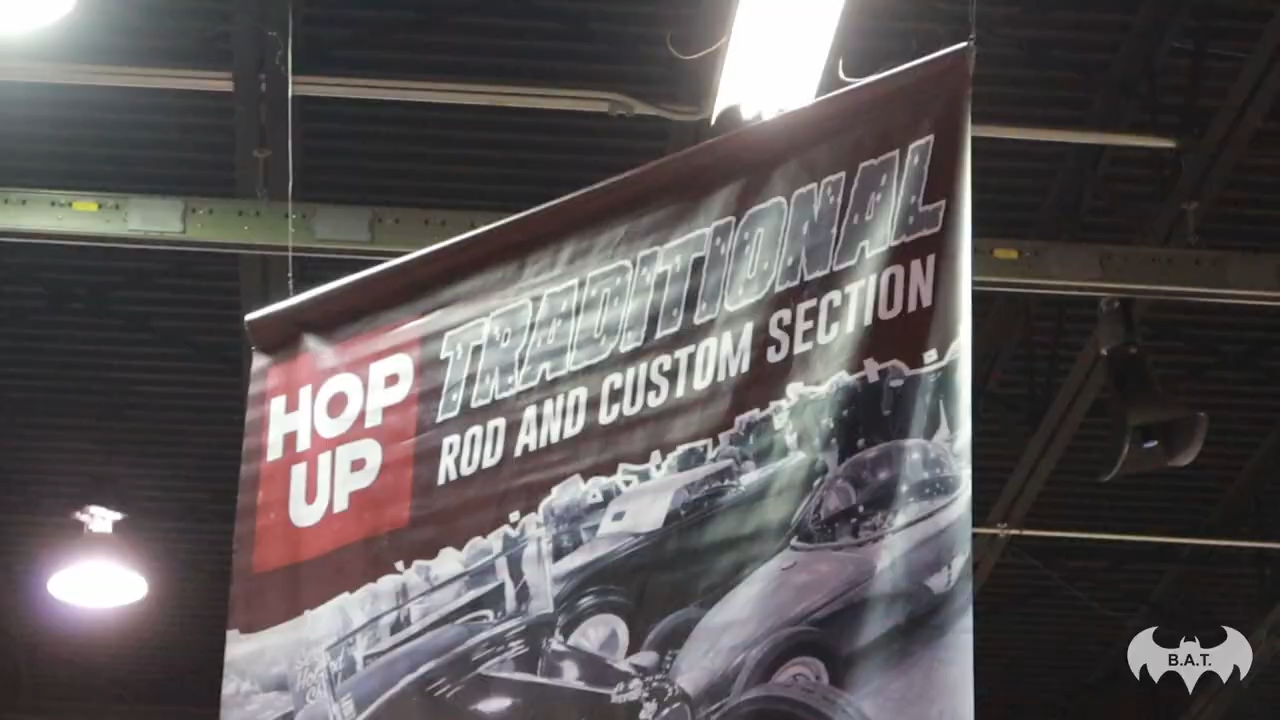 HOP
UP
TRADITIONAL
ROD AND CUSTOM SECTION
B.A.T.